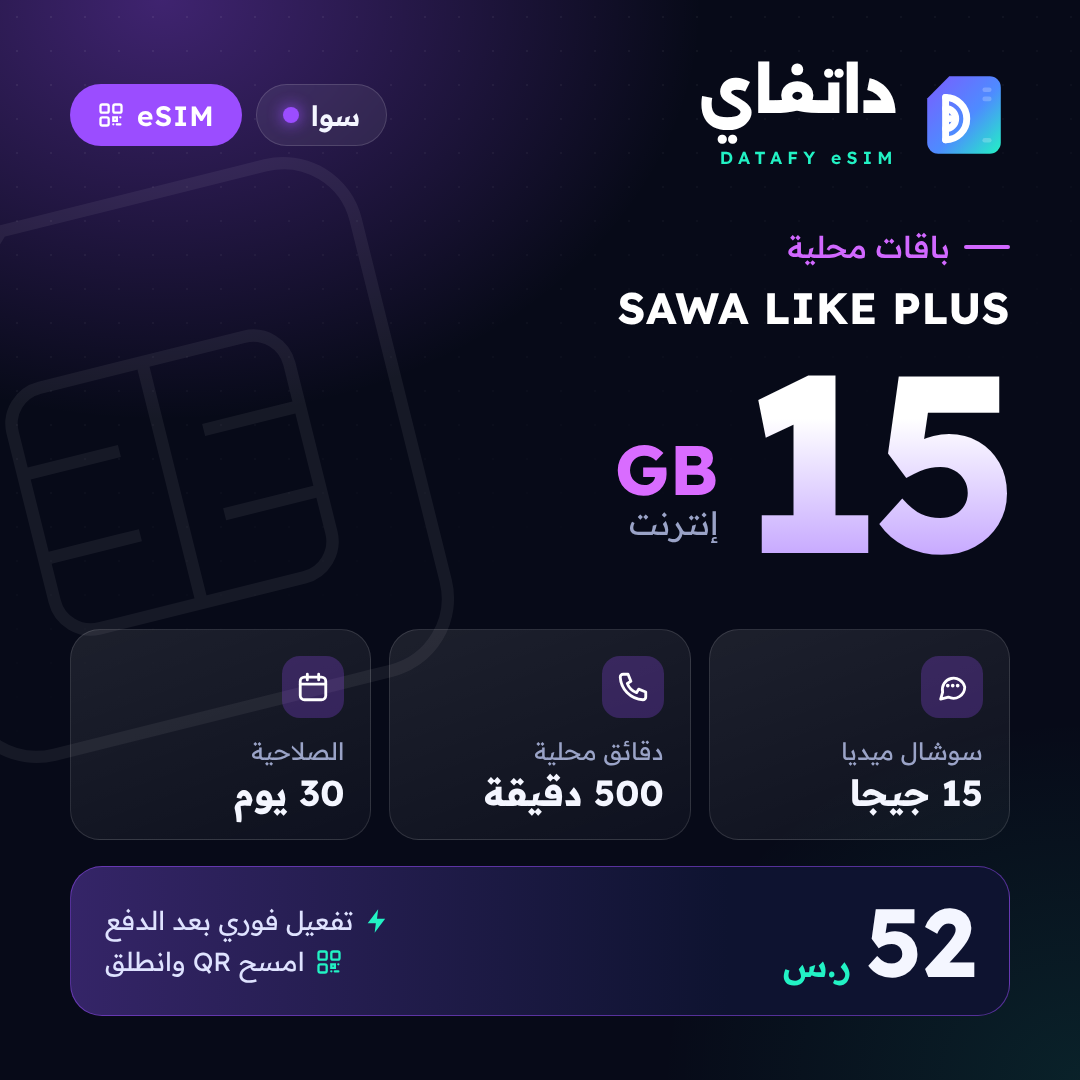 داتفاي
DATAFY eSIM
سوا
eSIM
باقات محلية
SAWA LIKE PLUS
15 GB
إنترنت
سوشال ميديا
15 جيجا
دقائق محلية
500 دقيقة
الصلاحية
30 يوم
52 ر.س
تفعيل فوري بعد الدفع
امسح QR وانطلق